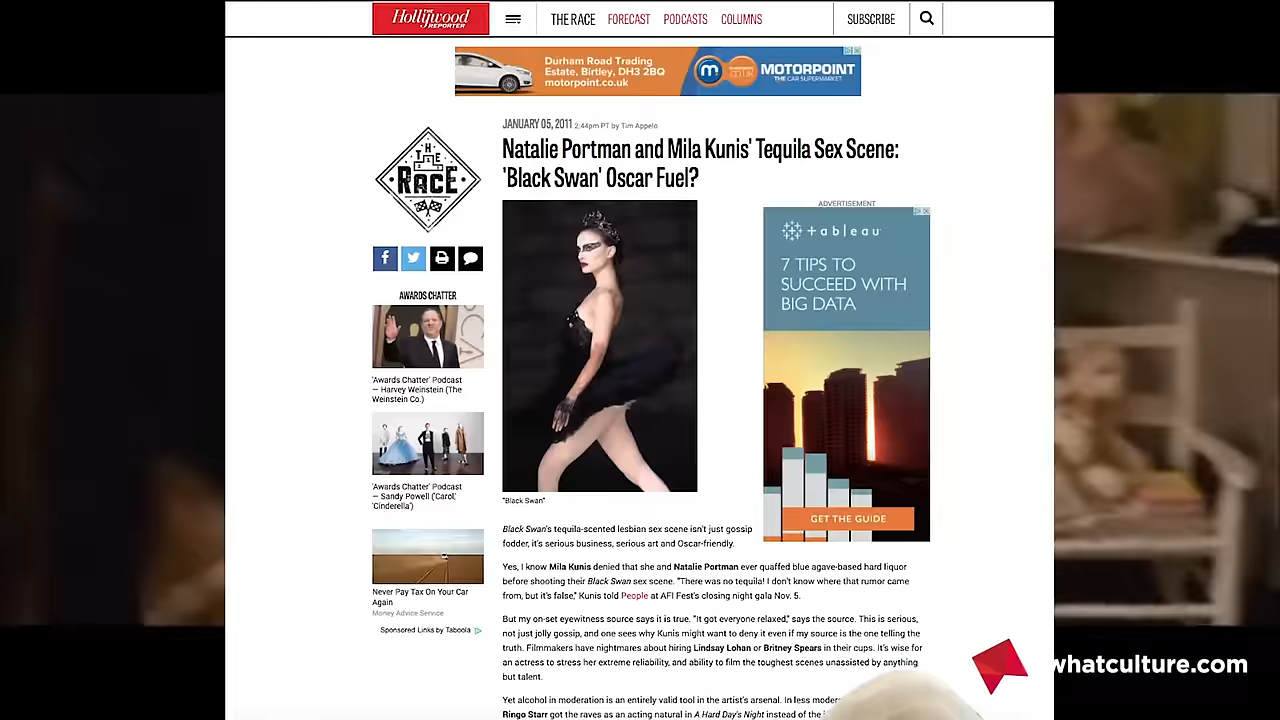 THE
Hollywood
REPORTER
THE RACE
FORECAST
PODCASTS
COLUMNS
SUBSCRIBE
Durham Road Trading
Estate, Birtley, DH3 2BQ
motorpoint.co.uk
MOTORPOINT
THE CAR SUPERMARKET
JANUARY 05, 2011 2:44pm PT by Tim Appelo
Natalie Portman and Mila Kunis' Tequila Sex Scene:
'Black Swan' Oscar Fuel?
THE
RACE
AWARDS CHATTER
'Awards Chatter' Podcast
— Harvey Weinstein (The
Weinstein Co.)
'Awards Chatter' Podcast
— Sandy Powell ('Carol,'
'Cinderella')
Never Pay Tax On Your Car
Again
Money Advice Service
Sponsored Links by Taboola
ADVERTISEMENT
+ableau
7 TIPS TO
SUCCEED WITH
BIG DATA
GET THE GUIDE
"Black Swan"
Black Swan's tequila-scented lesbian sex scene isn't just gossip
fodder, it's serious business, serious art and Oscar-friendly.
Yes, I know Mila Kunis denied that she and Natalie Portman ever quaffed blue agave-based hard liquor
before shooting their Black Swan sex scene. "There was no tequila! I don't know where that rumor came
from, but it's false," Kunis told People at AFI Fest's closing night gala Nov. 5.
But my on-set eyewitness source says it is true. "It got everyone relaxed," says the source. This is serious,
not just jolly gossip, and one sees why Kunis might want to deny it even if my source is the one telling the
truth. Filmmakers have nightmares about hiring Lindsay Lohan or Britney Spears in their cups. It's wise for
an actress to stress her extreme reliability, and ability to film the toughest scenes unassisted by anything
but talent.
Yet alcohol in moderation is an entirely valid tool in the artist's arsenal. In less
Ringo Starr got the raves as an acting natural in A Hard Day's Night instead of the
whatculture.com